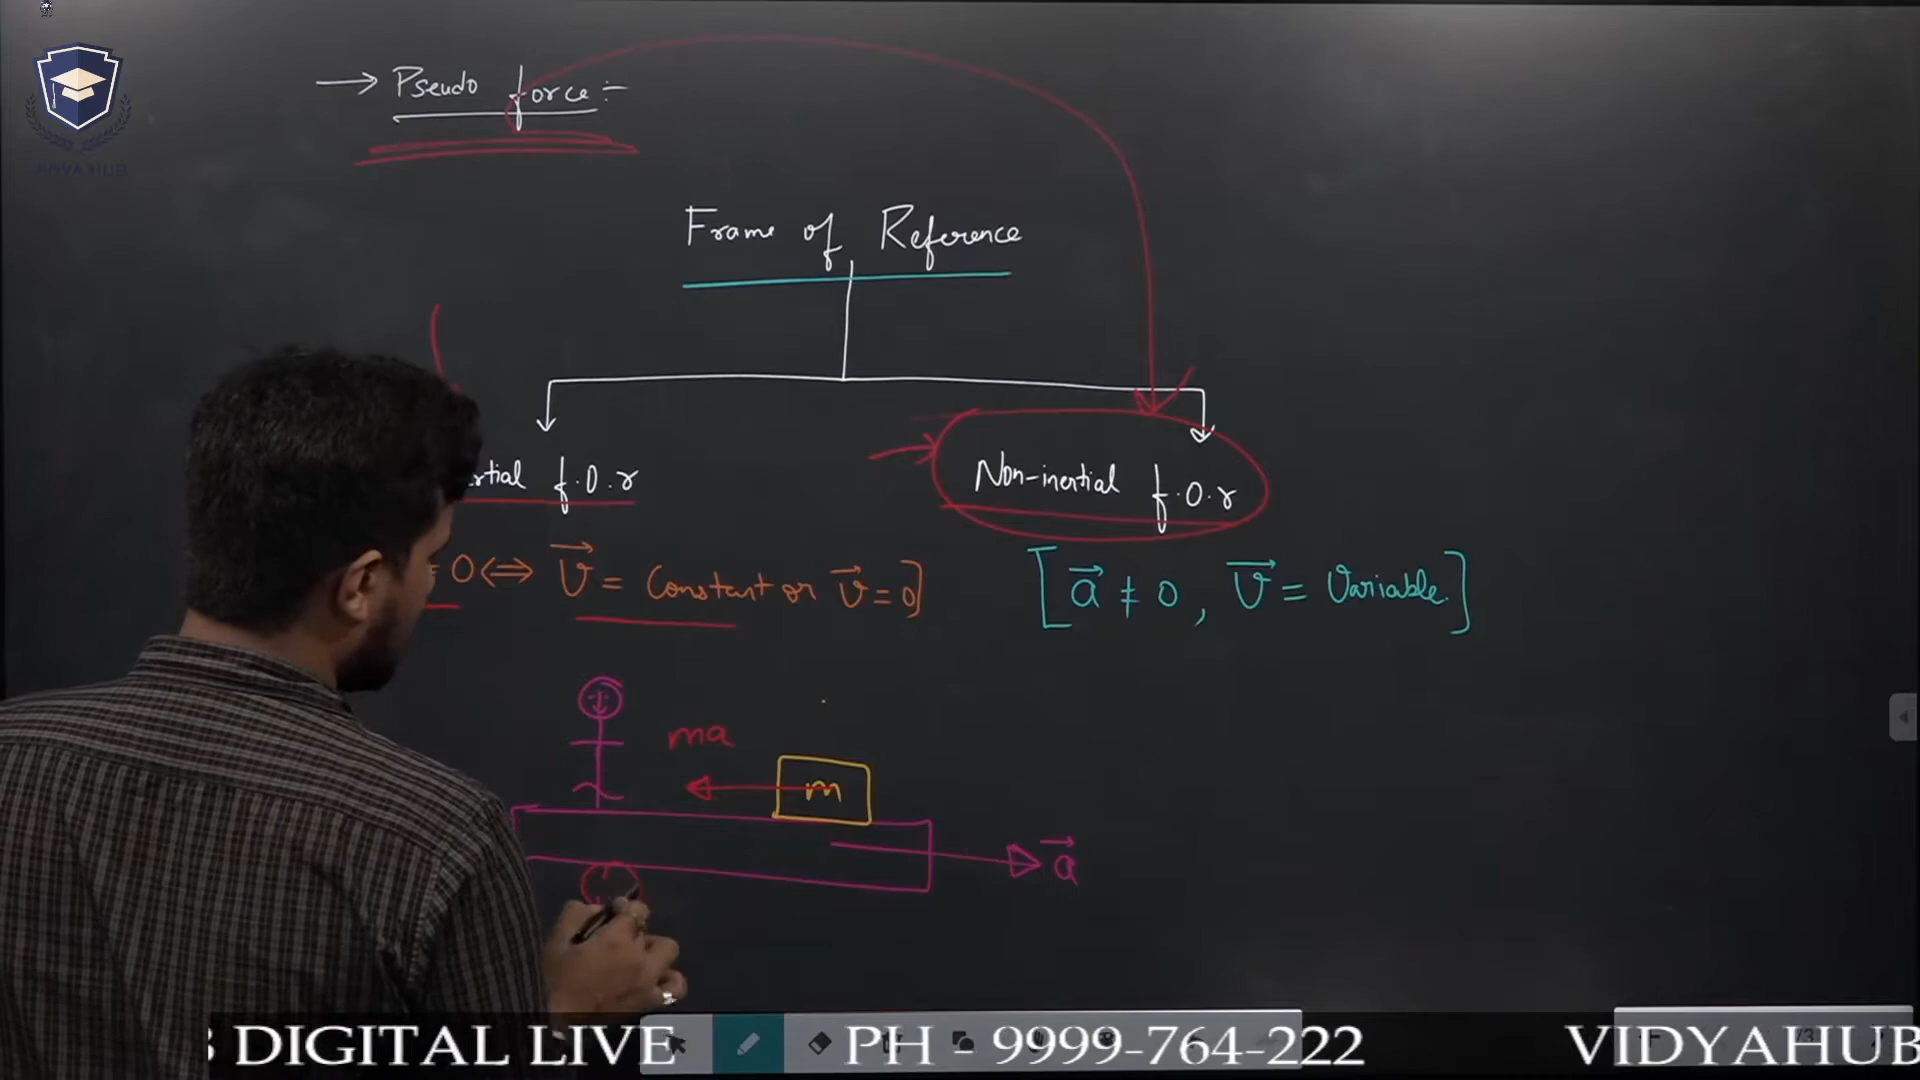 → Pseudo force :-
Frame of Reference
rtial f.O.r
Non-inertial f.O.r
= 0 ⇔ v⃗ = Constant or v⃗ = 0]
[a⃗ ≠ 0, v⃗ = Variable.]
ma
m
a⃗
DIGITAL LIVE PH - 9999-764-222 VIDYAHUB